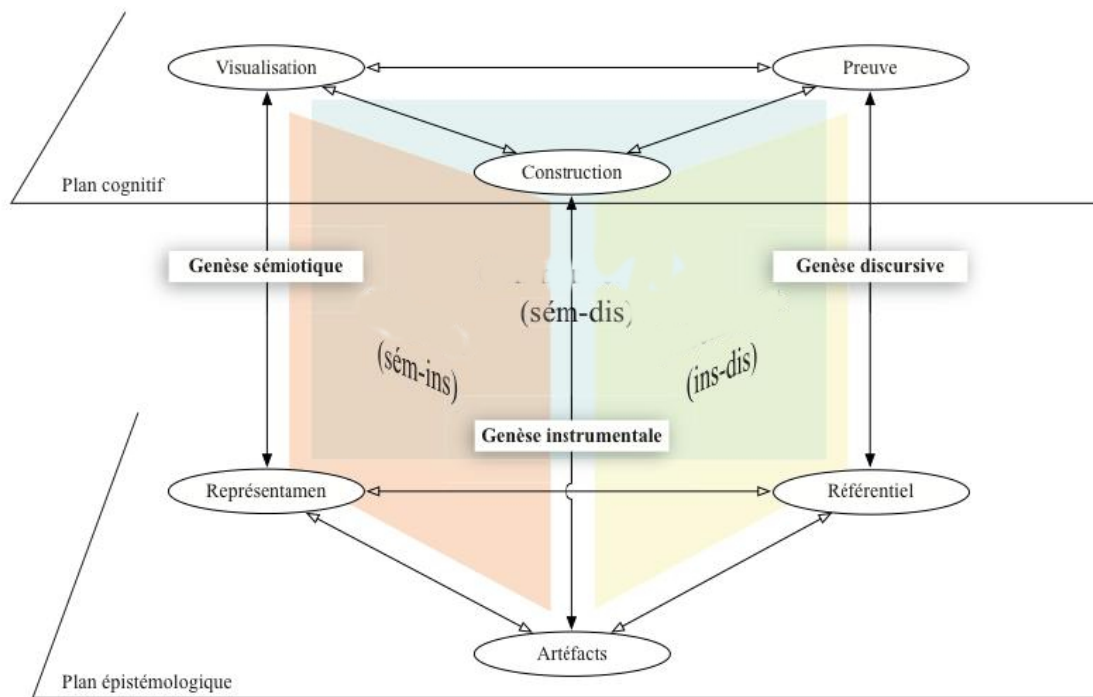 Visualisation
Preuve
Construction
Plan cognitif
Genèse sémiotique
Genèse discursive
(sém-dis)
(sém-ins)
(ins-dis)
Genèse instrumentale
Représentamen
Référentiel
Artéfacts
Plan épistémologique